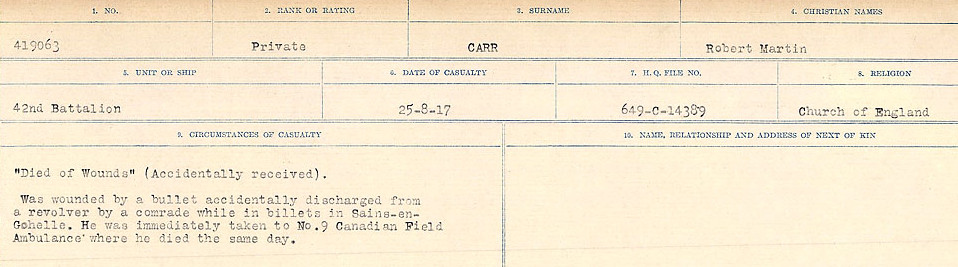 1. NO. 2. RANK OR RATING 3. SURNAME 4. CHRISTIAN NAMES
419063 Private CARR Robert Martin
5. UNIT OR SHIP 6. DATE OF CASUALTY 7. H.Q. FILE NO. 8. RELIGION
42nd Battalion 25-8-17 649-C-14389 Church of England
9. CIRCUMSTANCES OF CASUALTY 10. NAME, RELATIONSHIP AND ADDRESS OF NEXT OF KIN
"Died of Wounds" (Accidentally received).
Was wounded by a bullet accidentally discharged from
a revolver by a comrade while in billets in Sains-en-
Gohelle. He was immediately taken to No.9 Canadian Field
Ambulance where he died the same day.